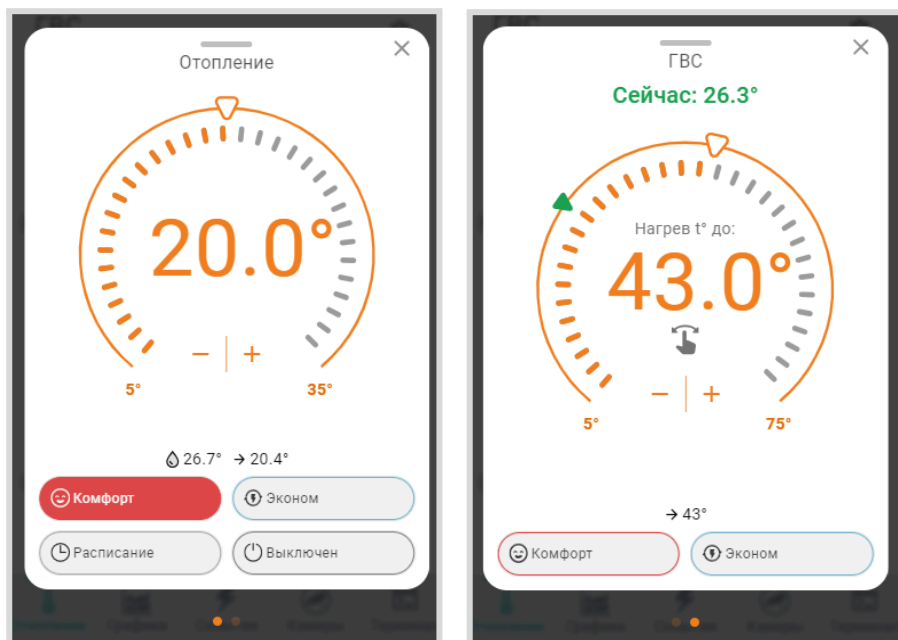 ГВС
Отопление
20.0°
− | +
5° 35°
26.7° → 20.4°
Комфорт Эконом
Расписание Выключен
ГВС
Сейчас: 26.3°
Нагрев t° до:
43.0°
− | +
5° 75°
→ 43°
Комфорт Эконом